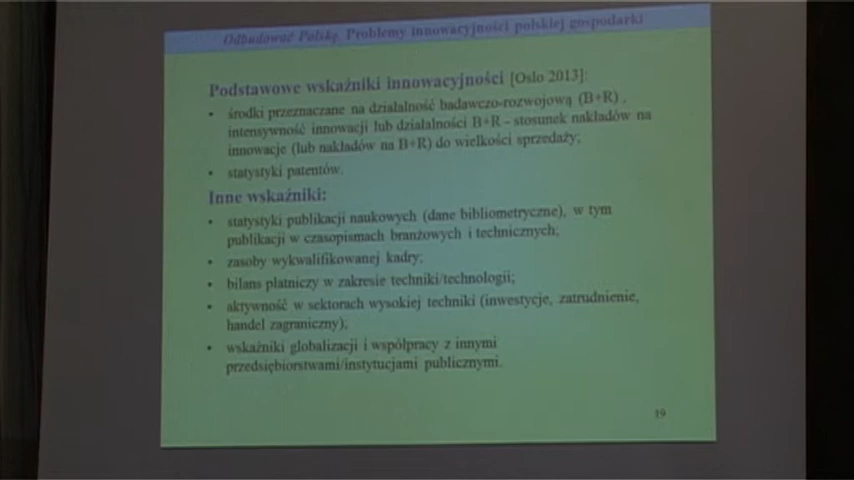 Odbudować Polskę. Problemy innowacyjności polskiej gospodarki
Podstawowe wskaźniki innowacyjności [Oslo 2013]:
• środki przeznaczane na działalność badawczo-rozwojową (B+R) ,
intensywność innowacji lub działalności B+R – stosunek nakładów na
innowacje (lub nakładów na B+R) do wielkości sprzedaży;
• statystyki patentów.
Inne wskaźniki:
• statystyki publikacji naukowych (dane bibliometryczne), w tym
publikacji w czasopismach branżowych i technicznych;
• zasoby wykwalifikowanej kadry;
• bilans płatniczy w zakresie techniki/technologii;
• aktywność w sektorach wysokiej techniki (inwestycje, zatrudnienie,
handel zagraniczny);
• wskaźniki globalizacji i współpracy z innymi
przedsiębiorstwami/instytucjami publicznymi.
19